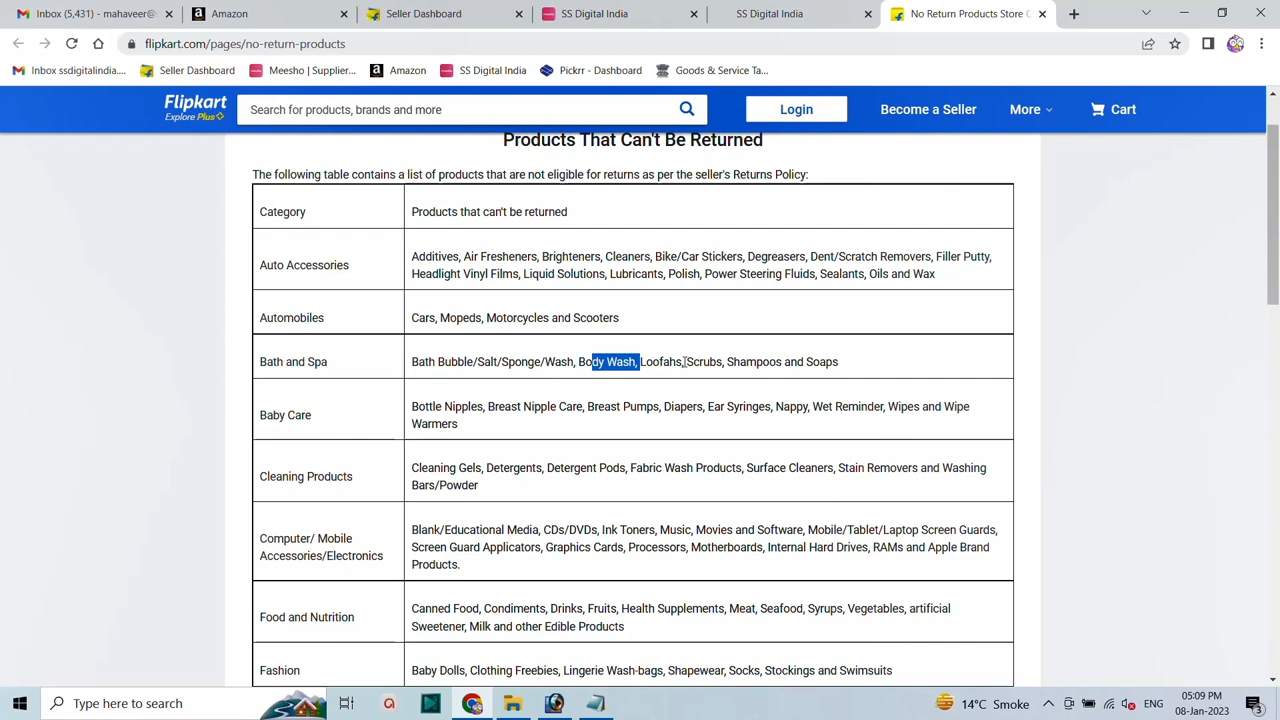 Inbox (5,431) - mahaveer@
Amazon
Seller Dashboard
SS Digital India
SS Digital India
No Return Products Store
flipkart.com/pages/no-return-products
Inbox ssdigitalindia....
Seller Dashboard
Meesho | Supplier...
Amazon
SS Digital India
Pickrr - Dashboard
Goods & Service Ta...
Flipkart
Explore Plus
Search for products, brands and more
Login
Become a Seller
More
Cart
Products That Can't Be Returned
The following table contains a list of products that are not eligible for returns as per the seller's Returns Policy:
Category
Products that can't be returned
Auto Accessories
Additives, Air Fresheners, Brighteners, Cleaners, Bike/Car Stickers, Degreasers, Dent/Scratch Removers, Filler Putty,
Headlight Vinyl Films, Liquid Solutions, Lubricants, Polish, Power Steering Fluids, Sealants, Oils and Wax
Automobiles
Cars, Mopeds, Motorcycles and Scooters
Bath and Spa
Bath Bubble/Salt/Sponge/Wash, Body Wash, Loofahs, Scrubs, Shampoos and Soaps
Baby Care
Bottle Nipples, Breast Nipple Care, Breast Pumps, Diapers, Ear Syringes, Nappy, Wet Reminder, Wipes and Wipe
Warmers
Cleaning Products
Cleaning Gels, Detergents, Detergent Pods, Fabric Wash Products, Surface Cleaners, Stain Removers and Washing
Bars/Powder
Computer/ Mobile
Accessories/Electronics
Blank/Educational Media, CDs/DVDs, Ink Toners, Music, Movies and Software, Mobile/Tablet/Laptop Screen Guards,
Screen Guard Applicators, Graphics Cards, Processors, Motherboards, Internal Hard Drives, RAMs and Apple Brand
Products.
Food and Nutrition
Canned Food, Condiments, Drinks, Fruits, Health Supplements, Meat, Seafood, Syrups, Vegetables, artificial
Sweetener, Milk and other Edible Products
Fashion
Baby Dolls, Clothing Freebies, Lingerie Wash-bags, Shapewear, Socks, Stockings and Swimsuits
Type here to search
14°C Smoke
ENG
05:09 PM
08-Jan-2023
3